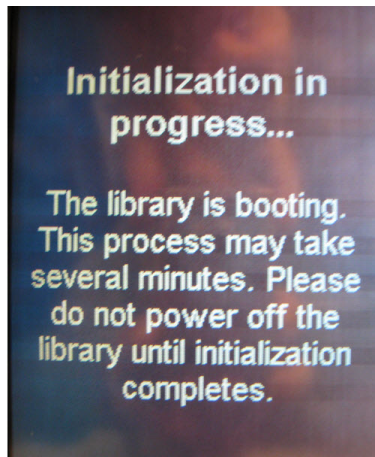 Initialization in
progress...
The library is booting.
This process may take
several minutes. Please
do not power off the
library until initialization
completes.